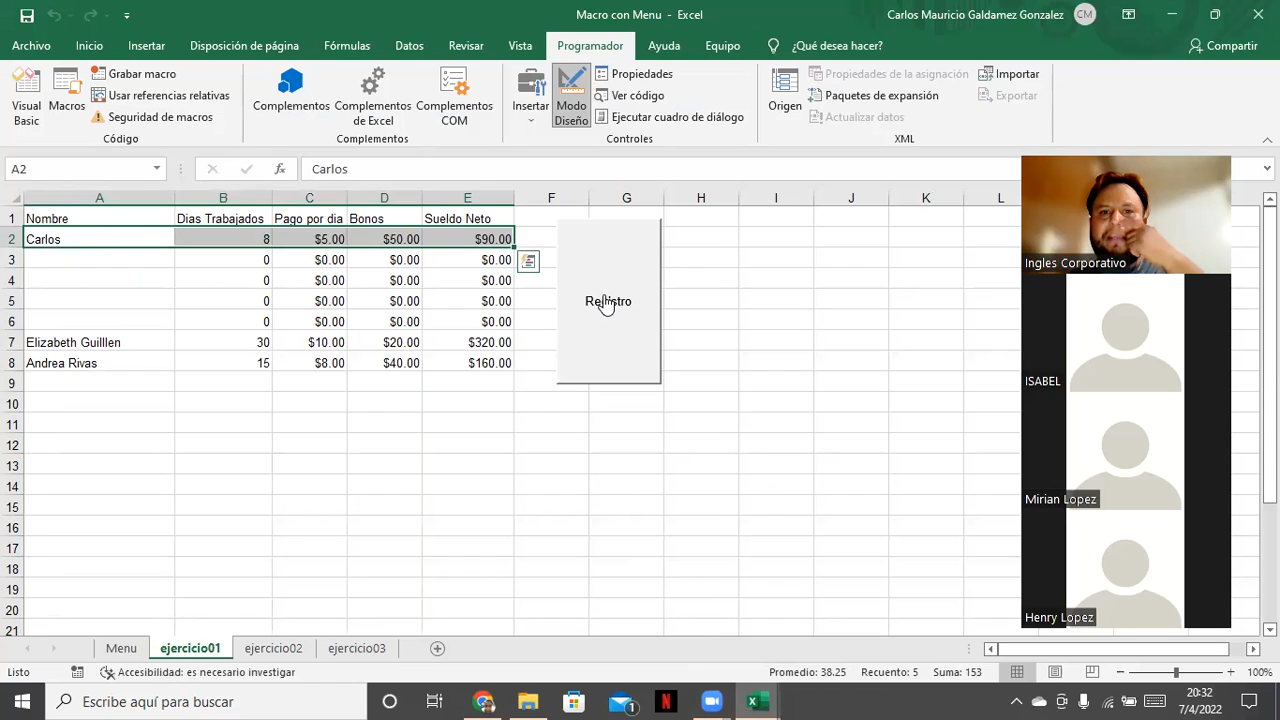 Macro con Menu - Excel
Carlos Mauricio Galdamez Gonzalez CM
Archivo Inicio Insertar Disposición de página Fórmulas Datos Revisar Vista Programador Ayuda Equipo ¿Qué desea hacer? Compartir
Visual Basic
Macros
Grabar macro
Usar referencias relativas
Seguridad de macros
Código
Complementos
Complementos de Excel
Complementos COM
Complementos
Insertar
Modo Diseño
Propiedades
Ver código
Ejecutar cuadro de diálogo
Controles
Origen
Propiedades de la asignación
Paquetes de expansión
Actualizar datos
Importar
Exportar
XML
A2 fx Carlos
A B C D E F G H I J K L
1 Nombre Dias Trabajados Pago por dia Bonos Sueldo Neto
2 Carlos 8 $5.00 $50.00 $90.00
3 0 $0.00 $0.00 $0.00
4 0 $0.00 $0.00 $0.00
5 0 $0.00 $0.00 $0.00
6 0 $0.00 $0.00 $0.00
7 Elizabeth Guilllen 30 $10.00 $20.00 $320.00
8 Andrea Rivas 15 $8.00 $40.00 $160.00
9
10
11
12
13
14
15
16
17
18
19
20
21
Registro
Ingles Corporativo
ISABEL
Mirian Lopez
Henry Lopez
Menu ejercicio01 ejercicio02 ejercicio03
Listo Accesibilidad: es necesario investigar Promedio: 38.25 Recuento: 5 Suma: 153 100%
Escribe aquí para buscar
1
20:32
7/4/2022